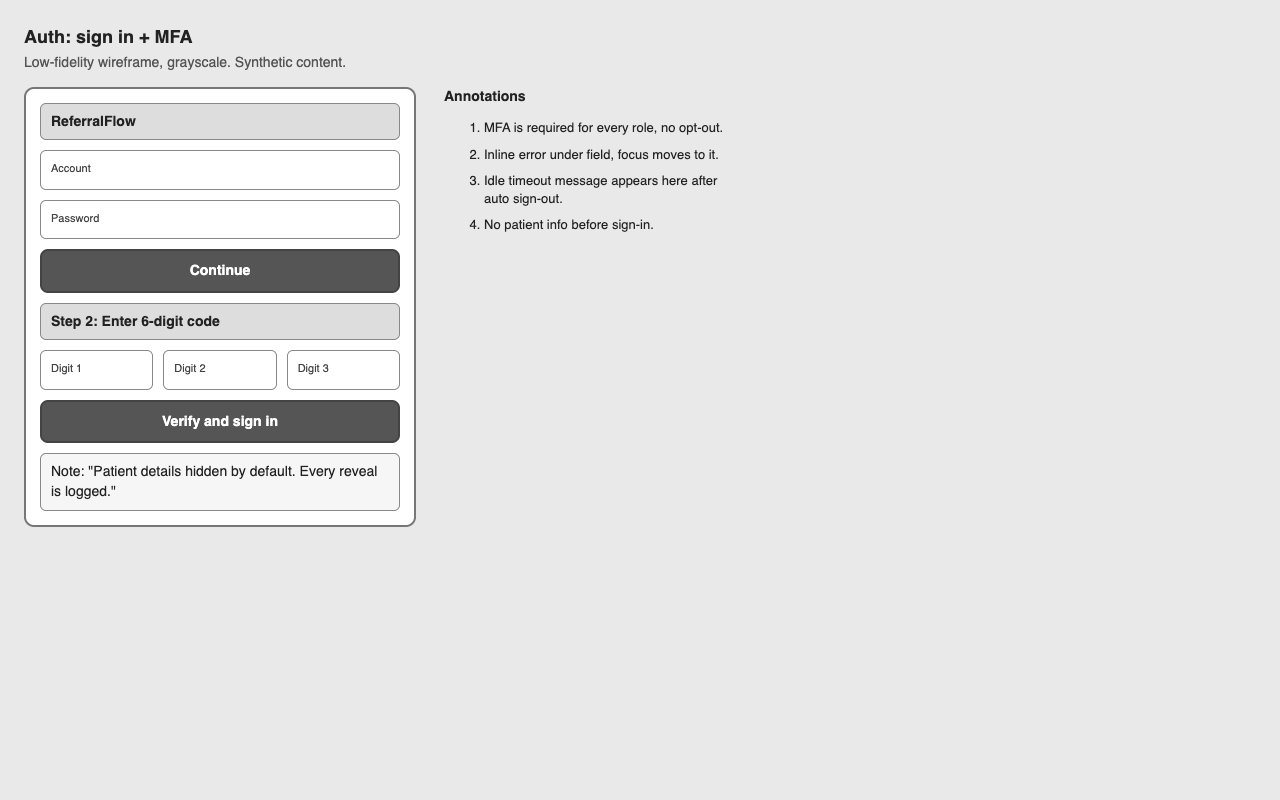 Auth: sign in + MFA
Low-fidelity wireframe, grayscale. Synthetic content.
ReferralFlow
Account
Password
Continue
Step 2: Enter 6-digit code
Digit 1
Digit 2
Digit 3
Verify and sign in
Note: "Patient details hidden by default. Every reveal
is logged."
Annotations
1. MFA is required for every role, no opt-out.
2. Inline error under field, focus moves to it.
3. Idle timeout message appears here after
auto sign-out.
4. No patient info before sign-in.